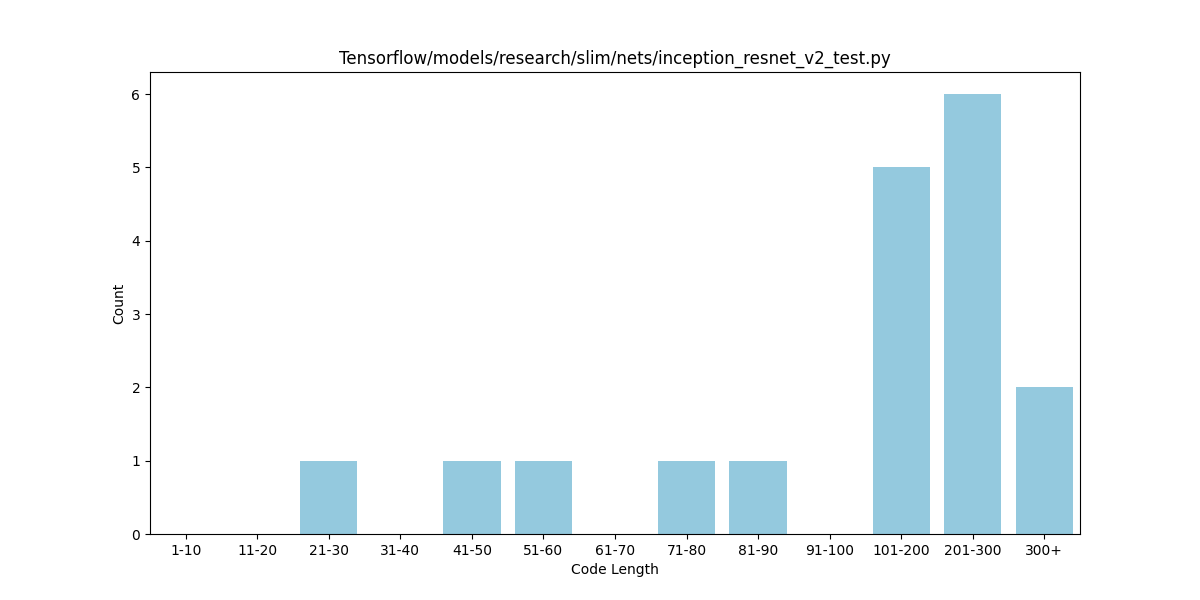 Tensorflow/models/research/slim/nets/inception_resnet_v2_test.py
6
5
4
3
2
1
0
Count
1-10 11-20 21-30 31-40 41-50 51-60 61-70 71-80 81-90 91-100 101-200 201-300 300+
Code Length